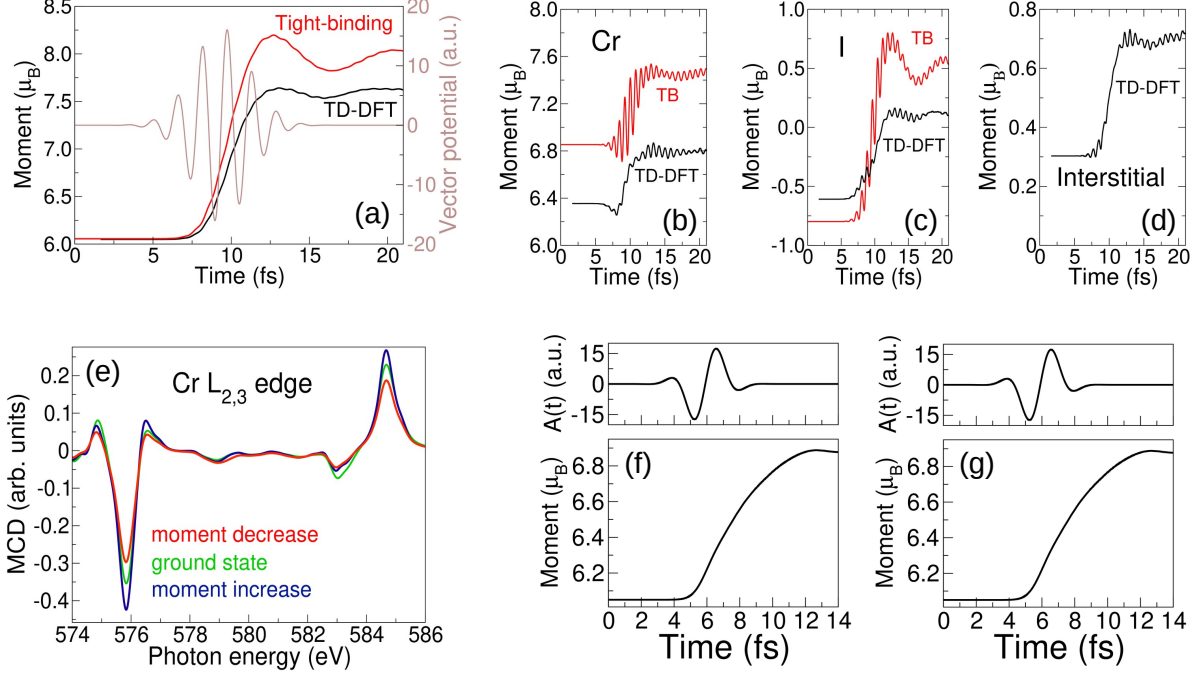 8.5
8.0
7.5
7.0
6.5
6.0
Moment (μB)
0
5
10
15
20
Time (fs)
20
10
0
-10
-20
Vector potential (a.u.)
Tight-binding
TD-DFT
(a)
8.0
7.6
7.2
6.8
6.4
6.0
Moment (μB)
0
5
10
15
20
Time (fs)
Cr
TB
TD-DFT
(b)
1.0
0.5
0.0
-0.5
-1.0
Moment (μB)
0
5
10
15
20
Time (fs)
I
TB
TD-DFT
(c)
0.8
0.6
0.4
0.2
0
Moment (μB)
0
5
10
15
20
Time (fs)
TD-DFT
Interstitial
(d)
(e)
Cr L2,3 edge
0.2
0.1
0
-0.1
-0.2
-0.3
-0.4
MCD (arb. units)
moment decrease
ground state
moment increase
574
576
578
580
582
584
586
Photon energy (eV)
A(t) (a.u.)
15
0
-15
(f)
6.8
6.6
6.4
6.2
Moment (μB)
0
2
4
6
8
10
12
14
Time (fs)
A(t) (a.u.)
15
0
-15
(g)
6.8
6.6
6.4
6.2
Moment (μB)
0
2
4
6
8
10
12
14
Time (fs)